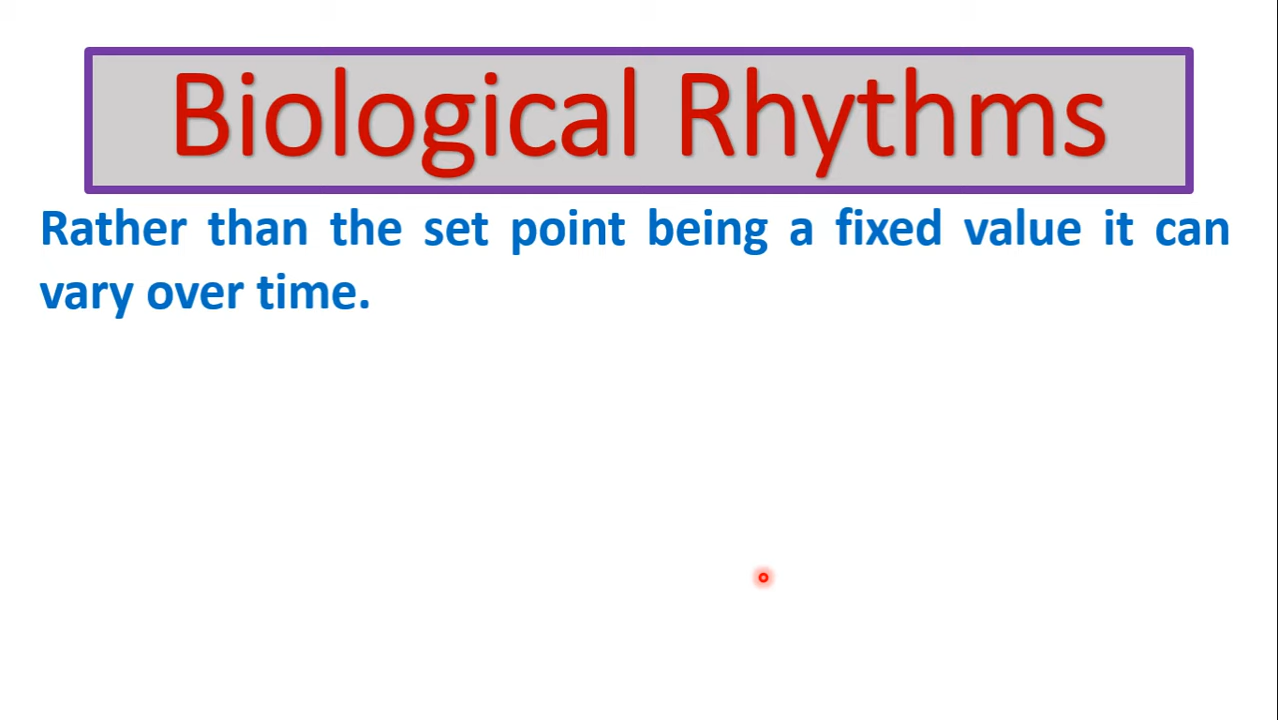 Biological Rhythms
Rather than the set point being a fixed value it can
vary over time.